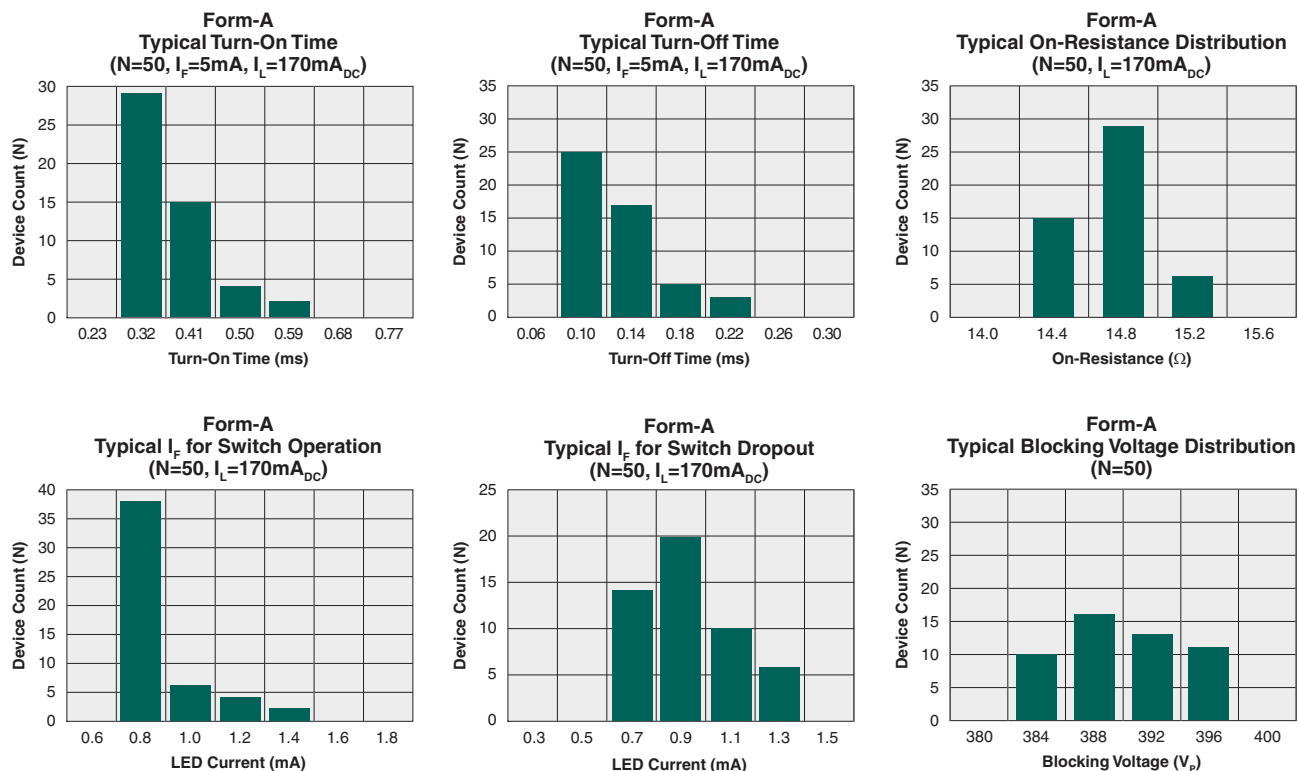 Form-A
Typical Turn-On Time
(N=50, IF=5mA, IL=170mADC)
Device Count (N)
30
25
20
15
10
5
0
0.23 0.32 0.41 0.50 0.59 0.68 0.77
Turn-On Time (ms)
Form-A
Typical Turn-Off Time
(N=50, IF=5mA, IL=170mADC)
Device Count (N)
35
30
25
20
15
10
5
0
0.06 0.10 0.14 0.18 0.22 0.26 0.30
Turn-Off Time (ms)
Form-A
Typical On-Resistance Distribution
(N=50, IL=170mADC)
Device Count (N)
35
30
25
20
15
10
5
0
14.0 14.4 14.8 15.2 15.6
On-Resistance (Ω)
Form-A
Typical IF for Switch Operation
(N=50, IL=170mADC)
Device Count (N)
40
35
30
25
20
15
10
5
0
0.6 0.8 1.0 1.2 1.4 1.6 1.8
LED Current (mA)
Form-A
Typical IF for Switch Dropout
(N=50, IL=170mADC)
Device Count (N)
25
20
15
10
5
0
0.3 0.5 0.7 0.9 1.1 1.3 1.5
LED Current (mA)
Form-A
Typical Blocking Voltage Distribution
(N=50)
Device Count (N)
35
30
25
20
15
10
5
0
380 384 388 392 396 400
Blocking Voltage (VP)